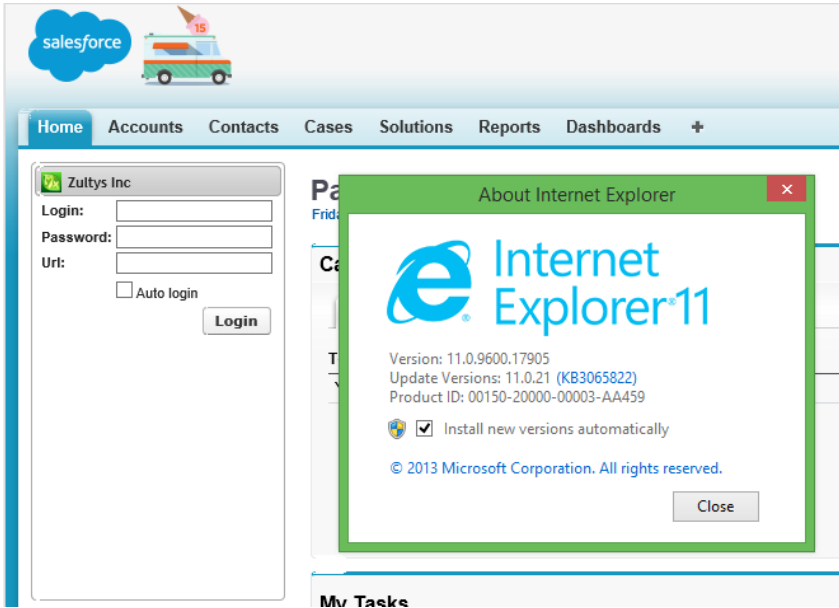 salesforce
15
Home Accounts Contacts Cases Solutions Reports Dashboards +
Zultys Inc
Login:
Password:
Url:
Auto login
Login
Pa
Frida
Ca
T
About Internet Explorer
Internet
Explorer®11
Version: 11.0.9600.17905
Update Versions: 11.0.21 (KB3065822)
Product ID: 00150-20000-00003-AA459
Install new versions automatically
© 2013 Microsoft Corporation. All rights reserved.
Close
My Tasks